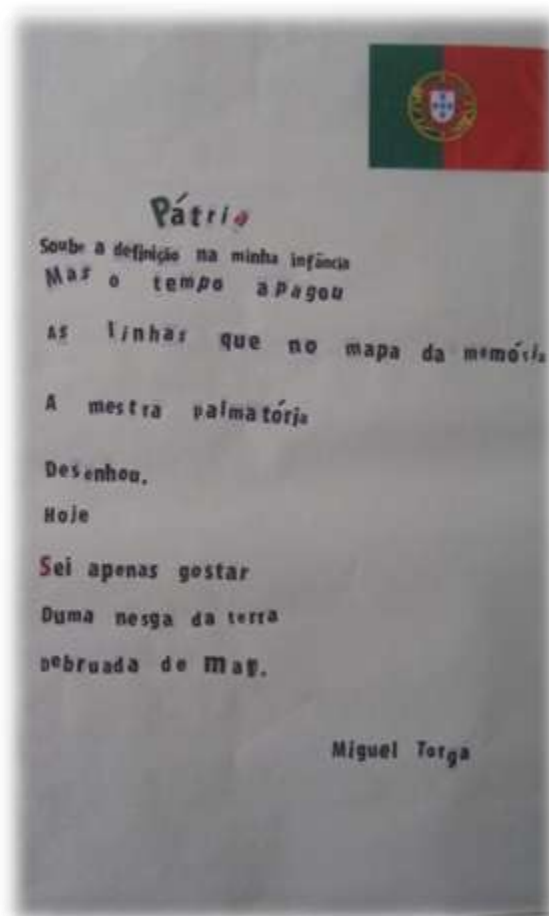 Pátria
Soube a definição na minha infância
Mas o tempo apagou
As linhas que no mapa da memória
A mestra palmatória
Desenhou.
Hoje
Sei apenas gostar
Duma nesga da terra
Debruada de Mar.
Miguel Torga